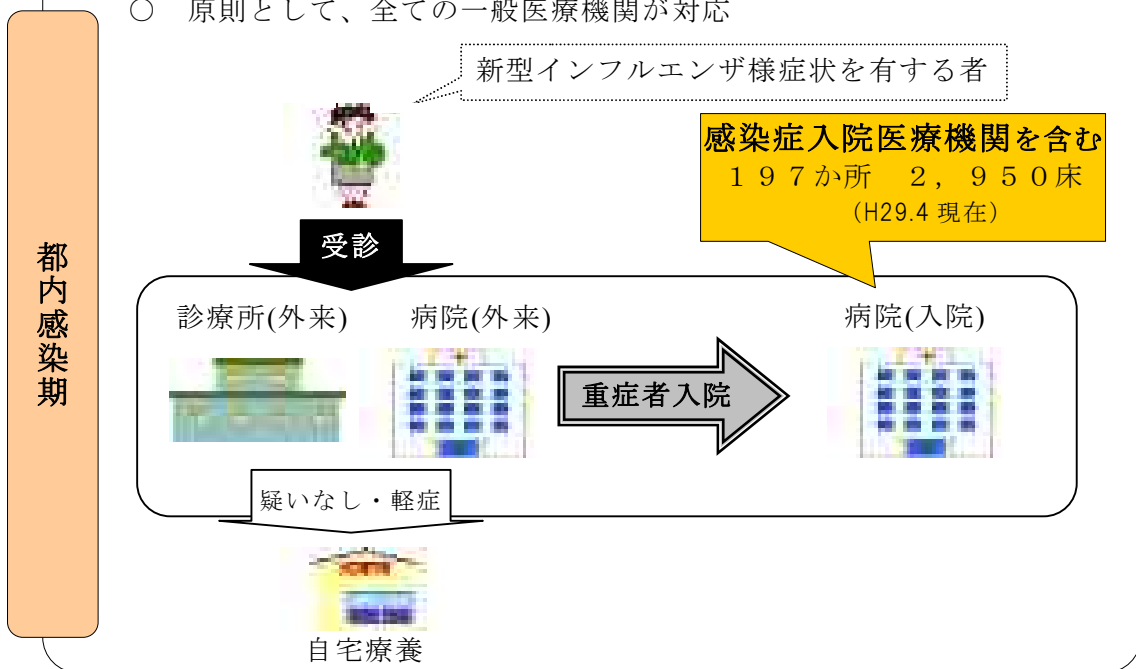 ○ 原則として、全ての一般医療機関が対応
新型インフルエンザ様症状を有する者
感染症入院医療機関を含む
197か所 2,950床
(H29.4 現在)
都内感染期
受診
診療所(外来)
病院(外来)
病院(入院)
重症者入院
疑いなし・軽症
自宅療養